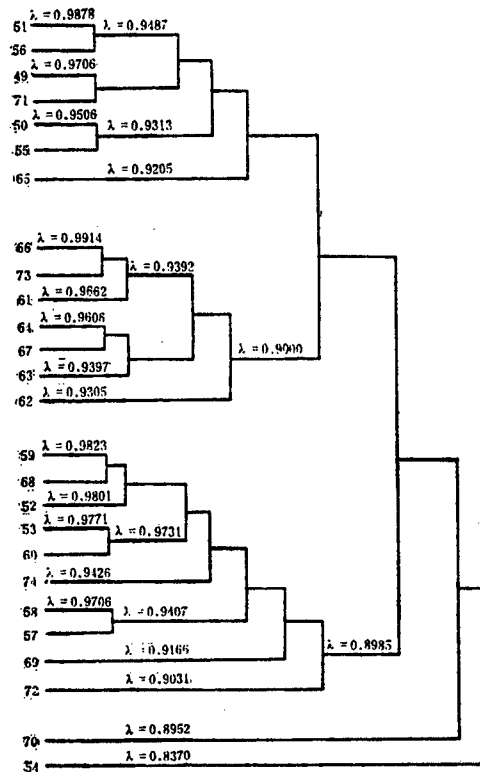 λ = 0.9878
51
λ = 0.9487
56
λ = 0.9706
49
71
λ = 0.9506
50
λ = 0.9313
55
λ = 0.9205
65
λ = 0.9914
66
λ = 0.9392
73
λ = 0.9662
61
λ = 0.9606
64
67
λ = 0.9397
63
λ = 0.9000
λ = 0.9305
62
λ = 0.9823
59
68
λ = 0.9801
52
λ = 0.9771
53
λ = 0.9731
60
λ = 0.9426
74
λ = 0.9706
58
λ = 0.9407
57
λ = 0.9166
69
λ = 0.8985
λ = 0.9031
72
λ = 0.8952
70
λ = 0.8370
54